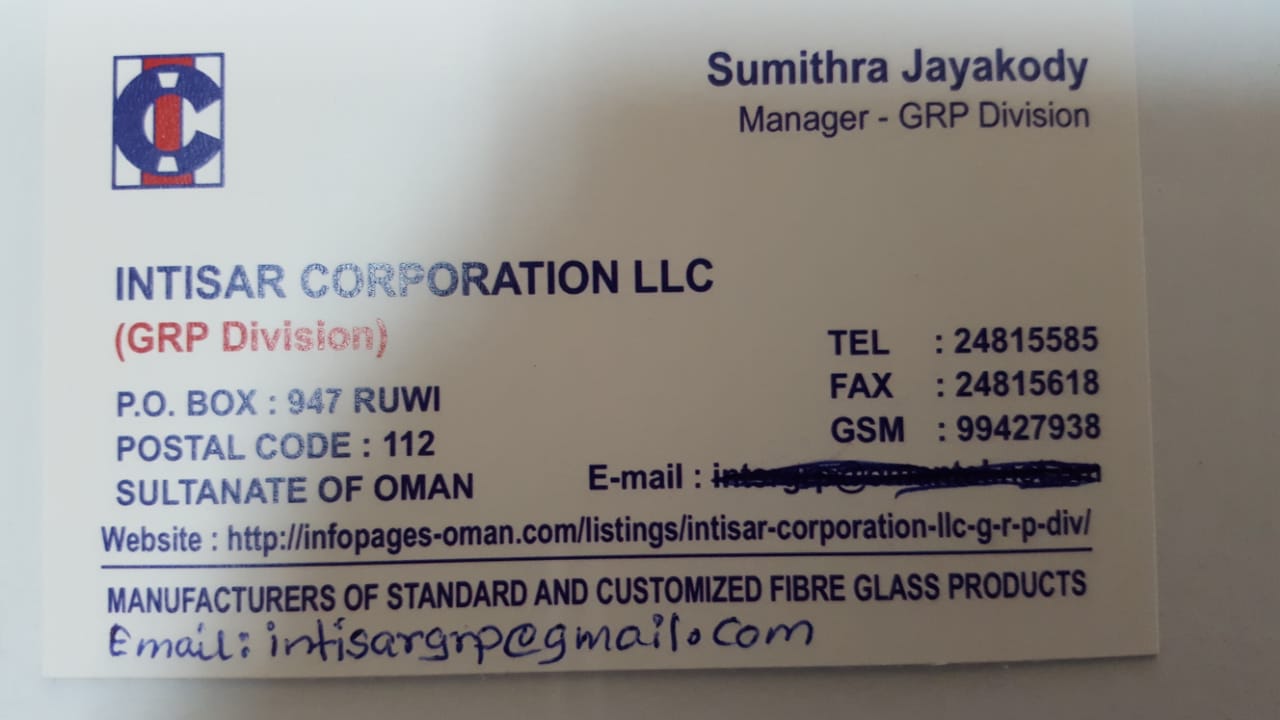 Sumithra Jayakody
Manager - GRP Division
INTISAR CORPORATION LLC
(GRP Division)
P.O. BOX : 947 RUWI
POSTAL CODE : 112
SULTANATE OF OMAN
TEL : 24815585
FAX : 24815618
GSM : 99427938
E-mail :
Website : http://infopages-oman.com/listings/intisar-corporation-llc-g-r-p-div/
MANUFACTURERS OF STANDARD AND CUSTOMIZED FIBRE GLASS PRODUCTS
Email: intisargrp@gmail.com